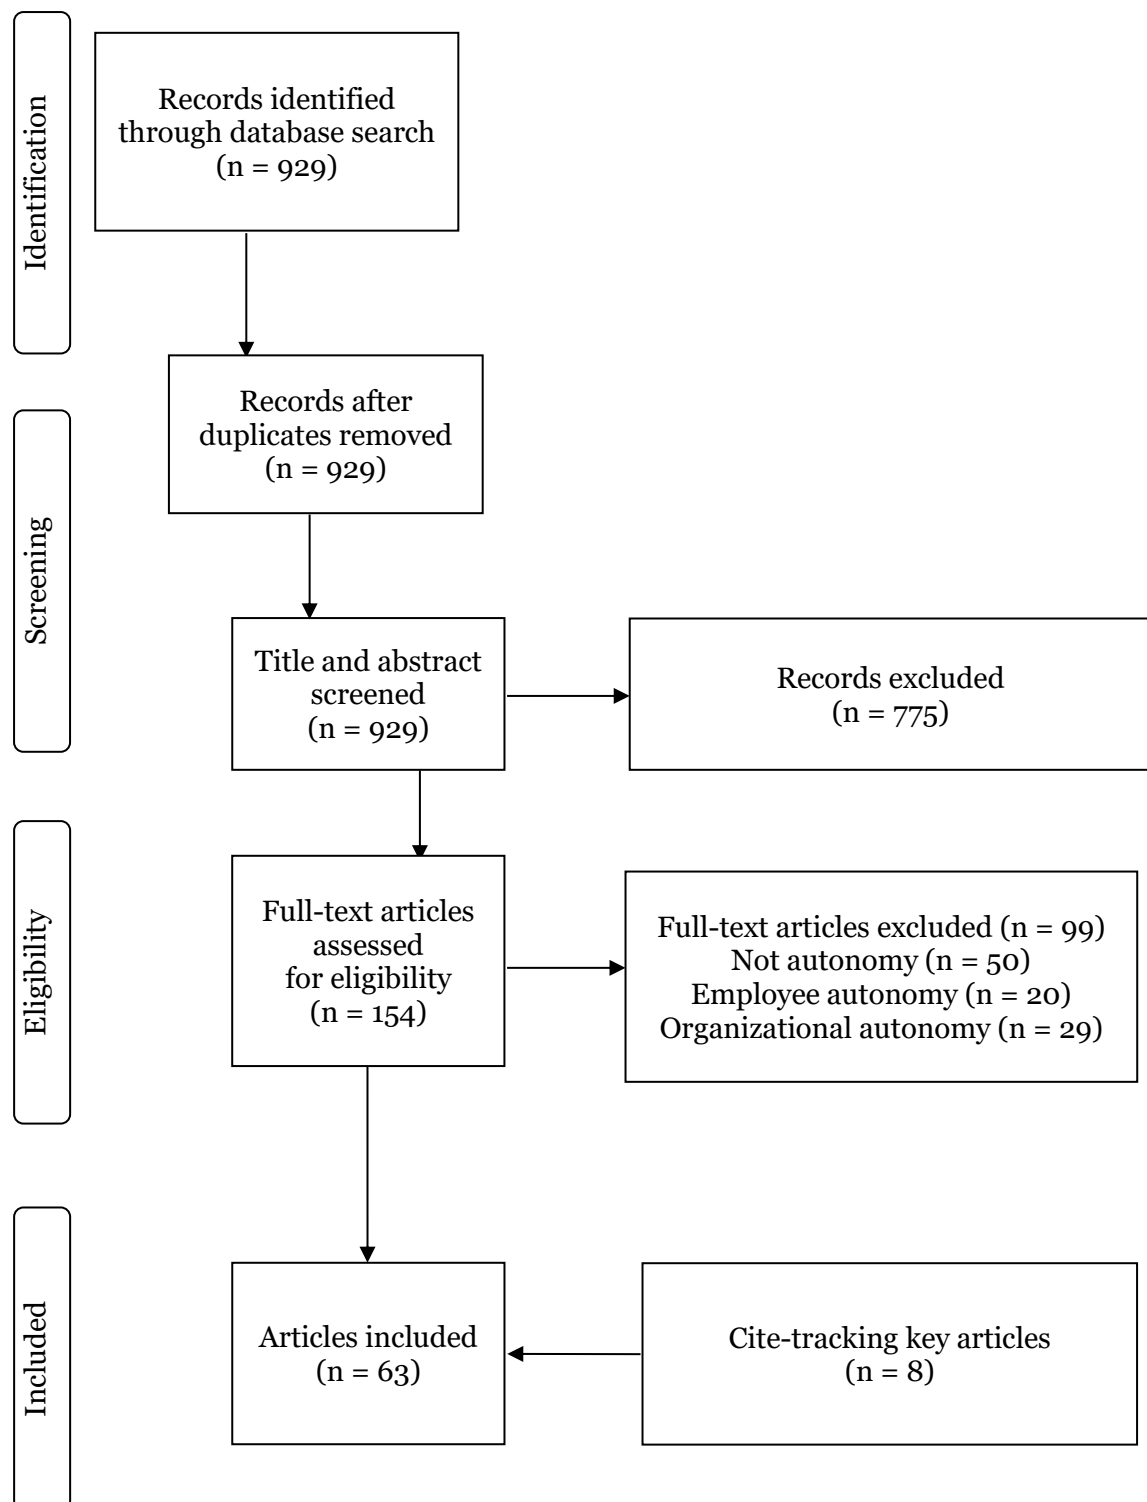 Identification
Records identified
through database search
(n = 929)
Records after
duplicates removed
(n = 929)
Screening
Title and abstract
screened
(n = 929)
Records excluded
(n = 775)
Eligibility
Full-text articles
assessed
for eligibility
(n = 154)
Full-text articles excluded (n = 99)
Not autonomy (n = 50)
Employee autonomy (n = 20)
Organizational autonomy (n = 29)
Included
Articles included
(n = 63)
Cite-tracking key articles
(n = 8)